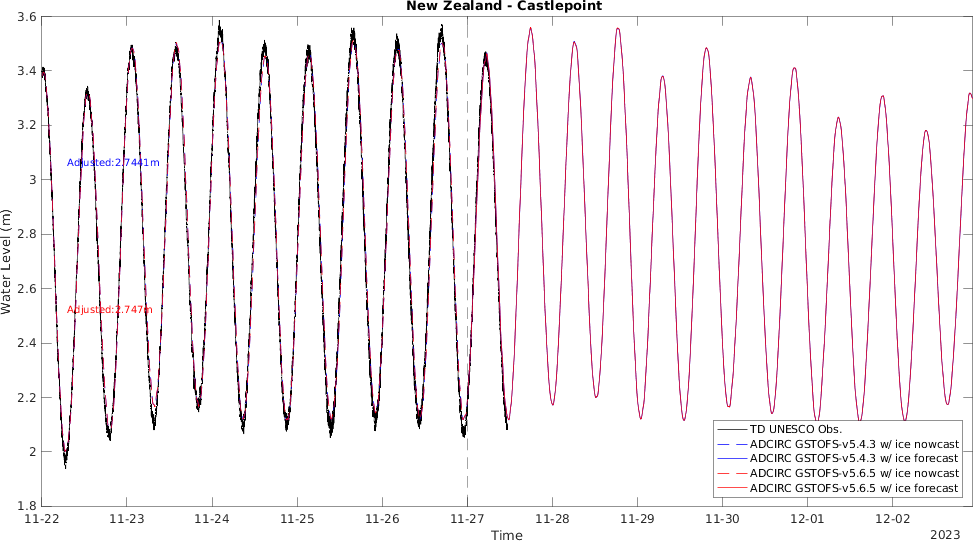 New Zealand - Castlepoint
3.6
3.4
3.2
3
2.8
2.6
2.4
2.2
2
1.8
Water Level (m)
Adjusted:2.7441m
Adjusted:2.747m
TD UNESCO Obs.
ADCIRC GSTOFS-v5.4.3 w/ ice nowcast
ADCIRC GSTOFS-v5.4.3 w/ ice forecast
ADCIRC GSTOFS-v5.6.5 w/ ice nowcast
ADCIRC GSTOFS-v5.6.5 w/ ice forecast
11-22 11-23 11-24 11-25 11-26 11-27 11-28 11-29 11-30 12-01 12-02
Time
2023